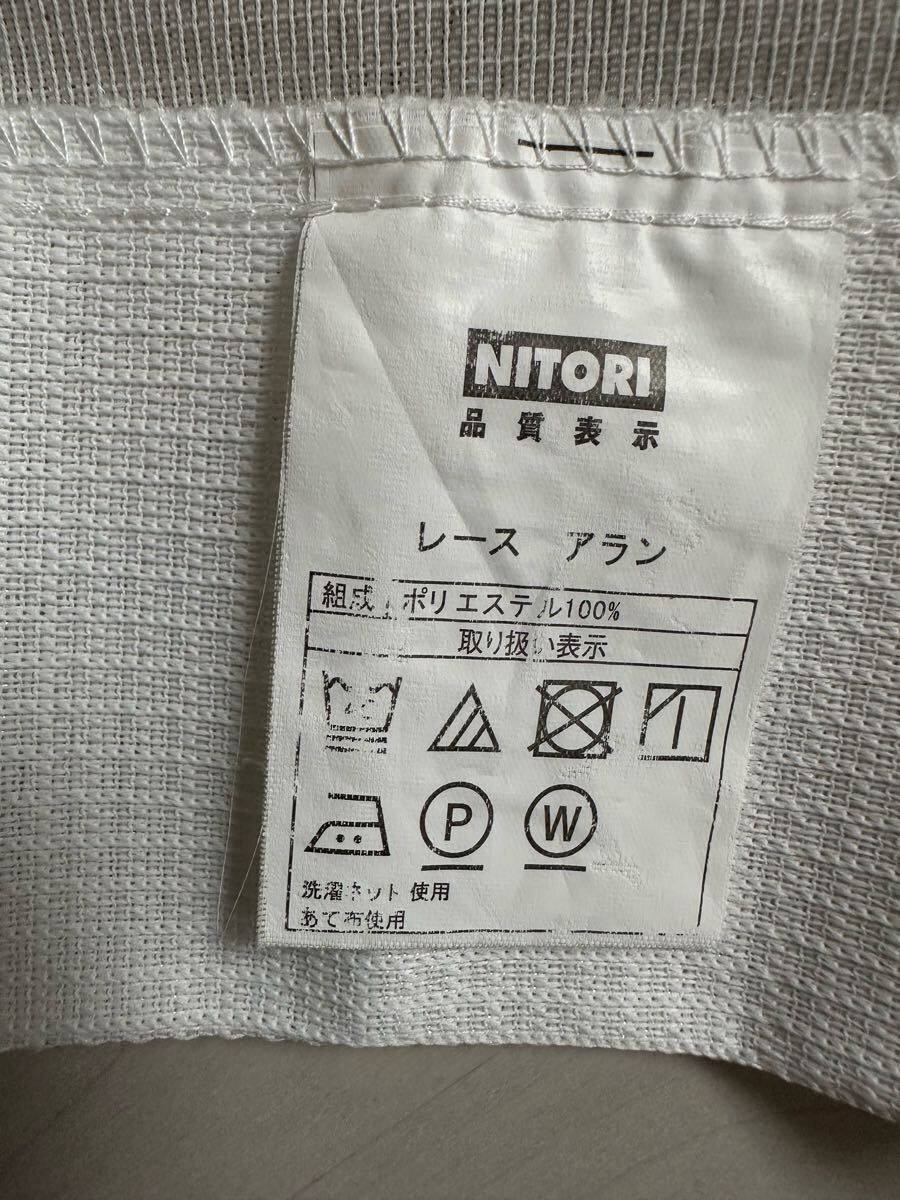 NITORI
品質表示
レース アラン
組成 ポリエステル100%
取り扱い表示
P W
洗濯ネット使用
あて布使用